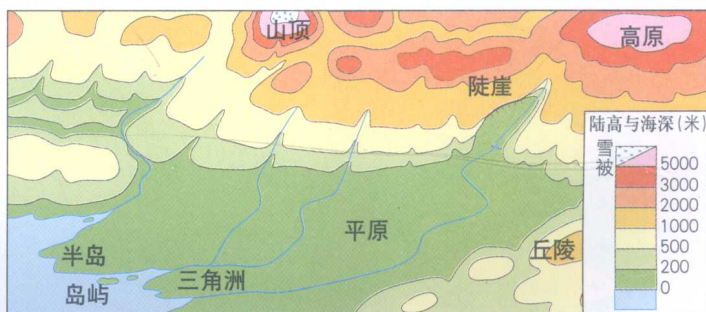 山顶
高原
陡崖
陆高与海深(米)
雪被
5000
3000
2000
1000
500
200
0
平原
丘陵
半岛
三角洲
岛屿